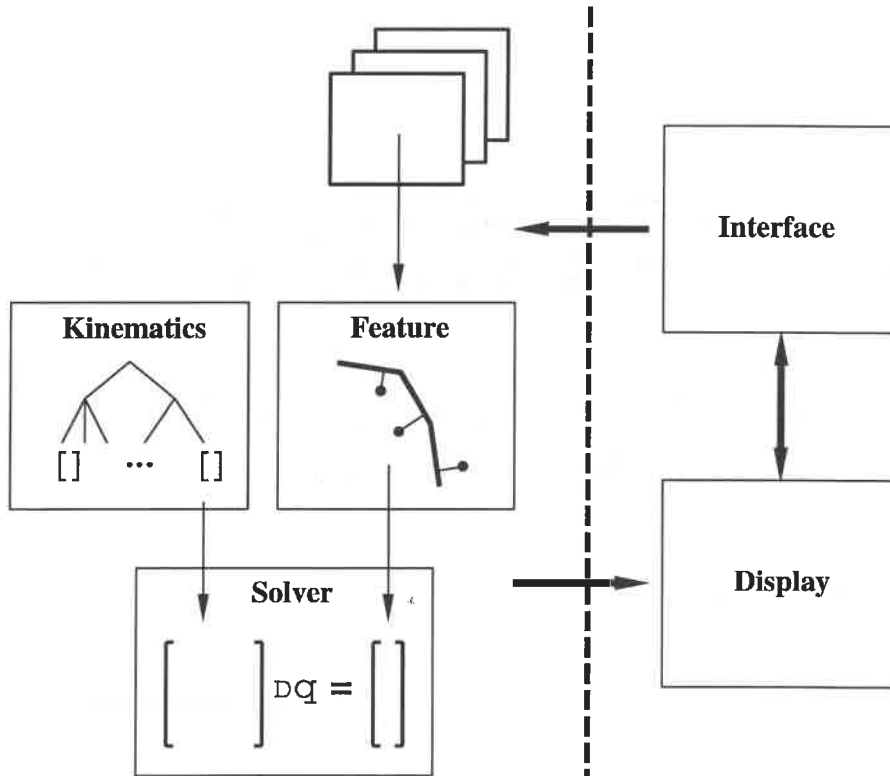 Interface
Kinematics
Feature
[] ... []
Display
Solver
[ ] Dq = [ ]